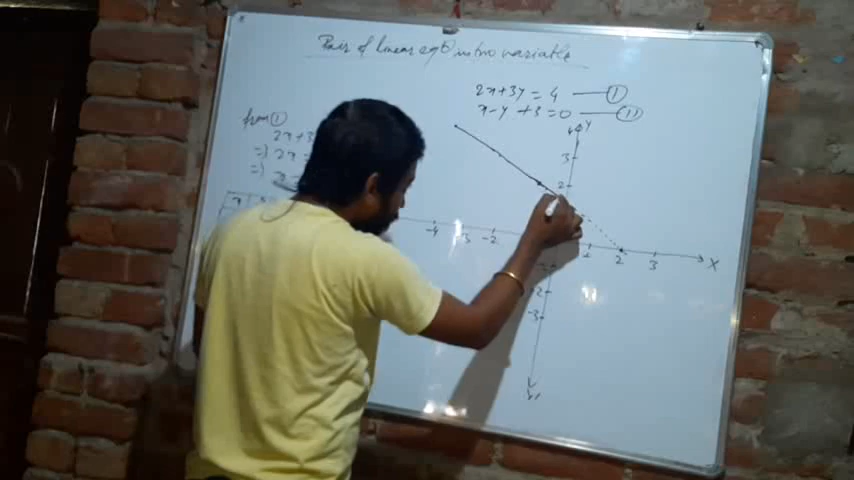 Pair of linear eqn in two variable
2x+3y = 4 — (I)
x-y +3=0 — (II)
from (I)
2x+3
=) 2x =
=) x =
x
Y
3
2
-4 -3 -2 1 2 3 X
-2
-3